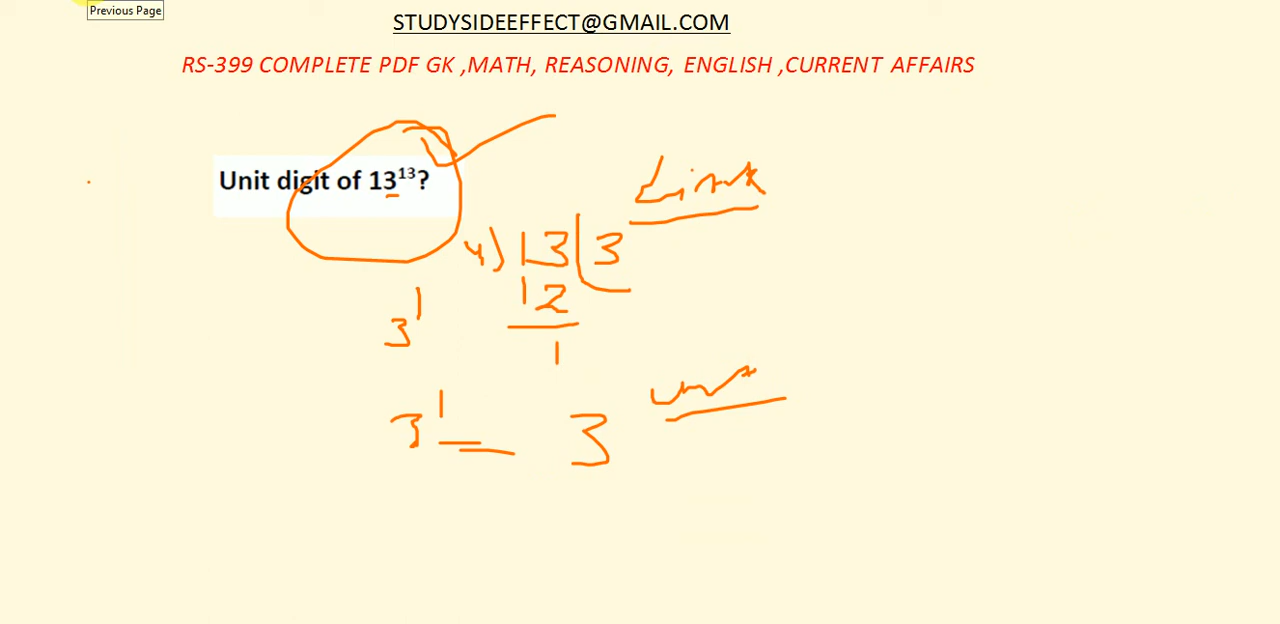 Previous Page
STUDYSIDEEFFECT@GMAIL.COM
RS-399 COMPLETE PDF GK ,MATH, REASONING, ENGLISH ,CURRENT AFFAIRS
Unit digit of 13¹³?
4) 13 ( 3
12
1
3¹
3¹ = 3